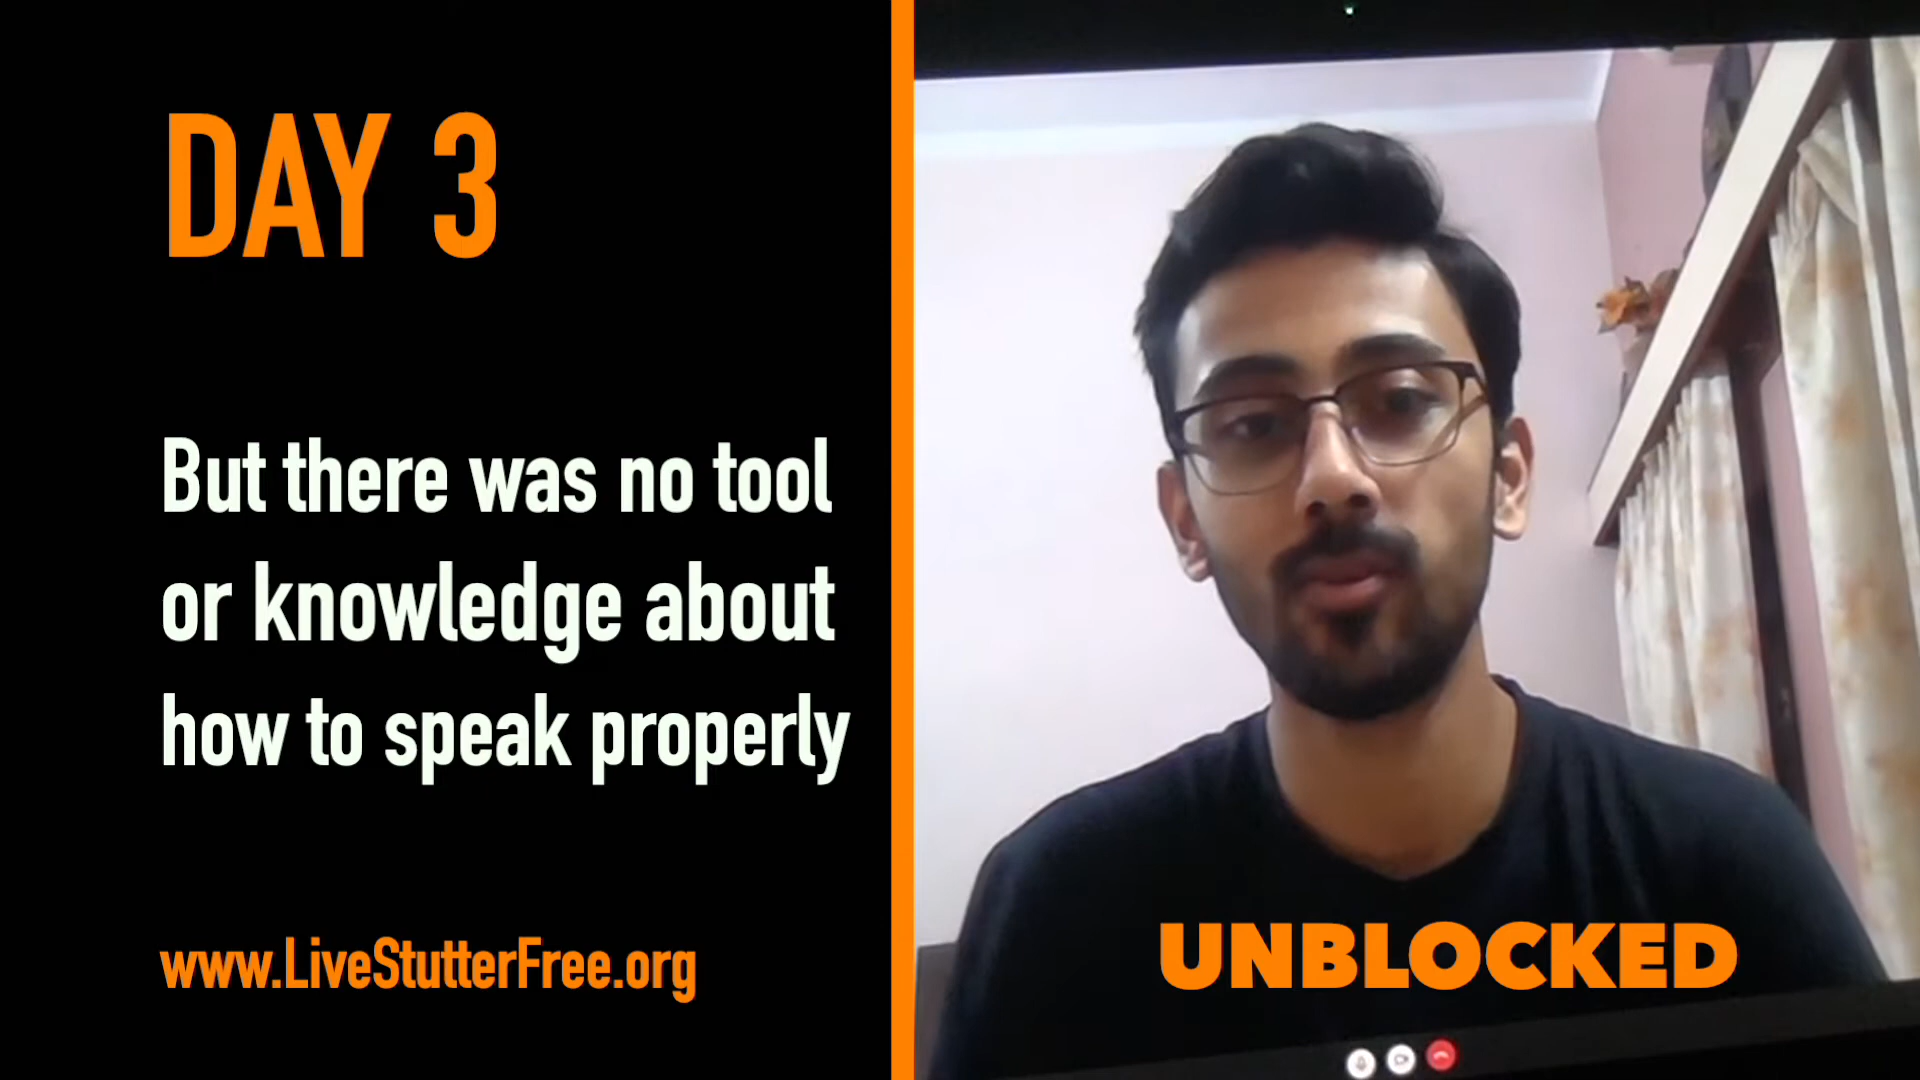 DAY 3
But there was no tool
or knowledge about
how to speak properly
www.LiveStutterFree.org
UNBLOCKED